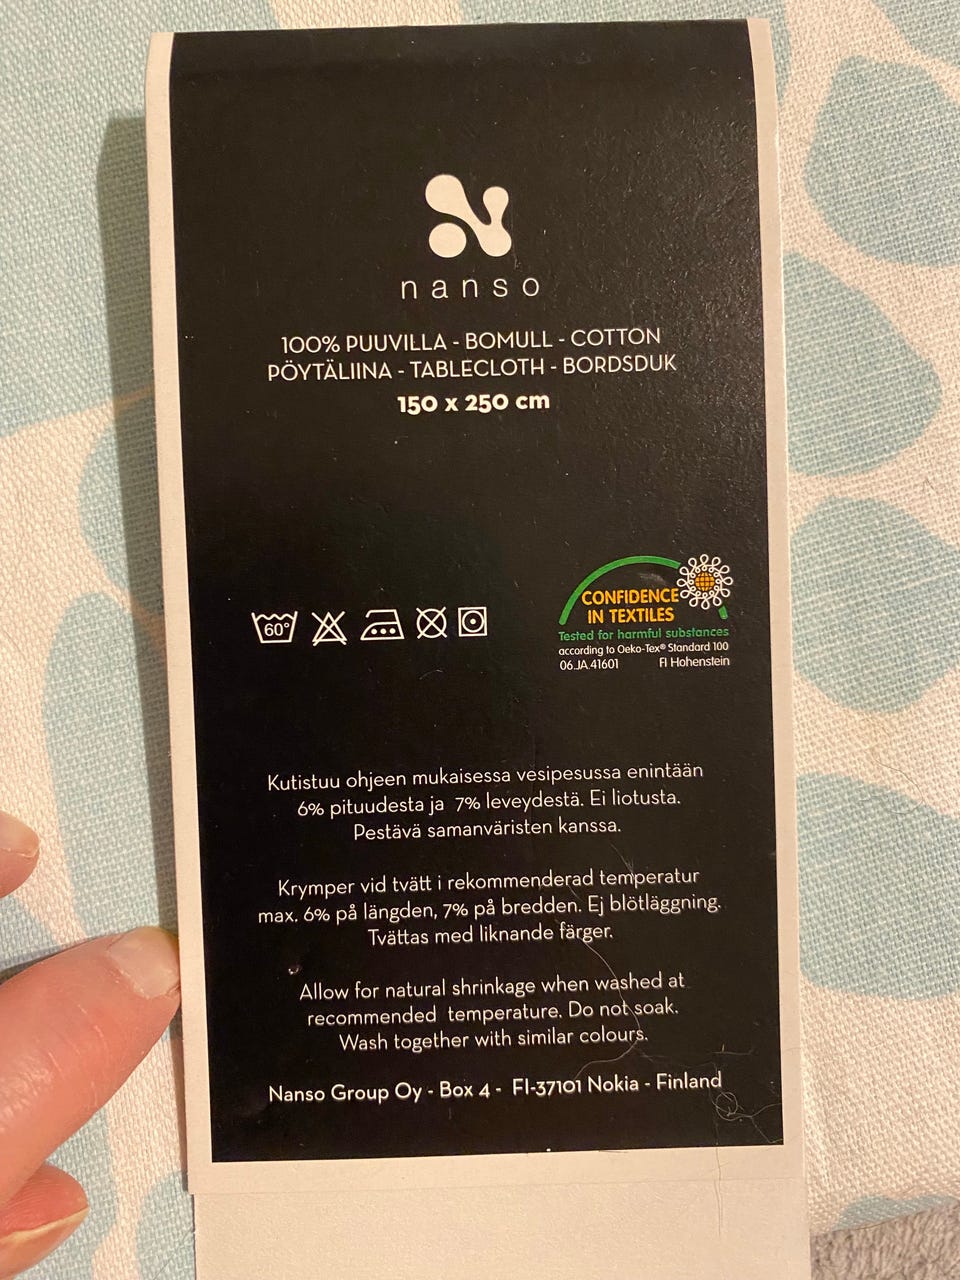 nanso
100% PUUVILLA - BOMULL - COTTON
PÖYTÄLIINA - TABLECLOTH - BORDSDUK
150 x 250 cm
60°
CONFIDENCE
IN TEXTILES
Tested for harmful substances
according to Oeko-Tex® Standard 100
06.JA.41601 FI Hohenstein
Kutistuu ohjeen mukaisessa vesipesussa enintään
6% pituudesta ja 7% leveydestä. Ei liotusta.
Pestävä samanväristen kanssa.
Krymper vid tvätt i rekommenderad temperatur
max. 6% på längden, 7% på bredden. Ej blötläggning.
Tvättas med liknande färger.
Allow for natural shrinkage when washed at
recommended temperature. Do not soak.
Wash together with similar colours.
Nanso Group Oy - Box 4 - FI-37101 Nokia - Finland